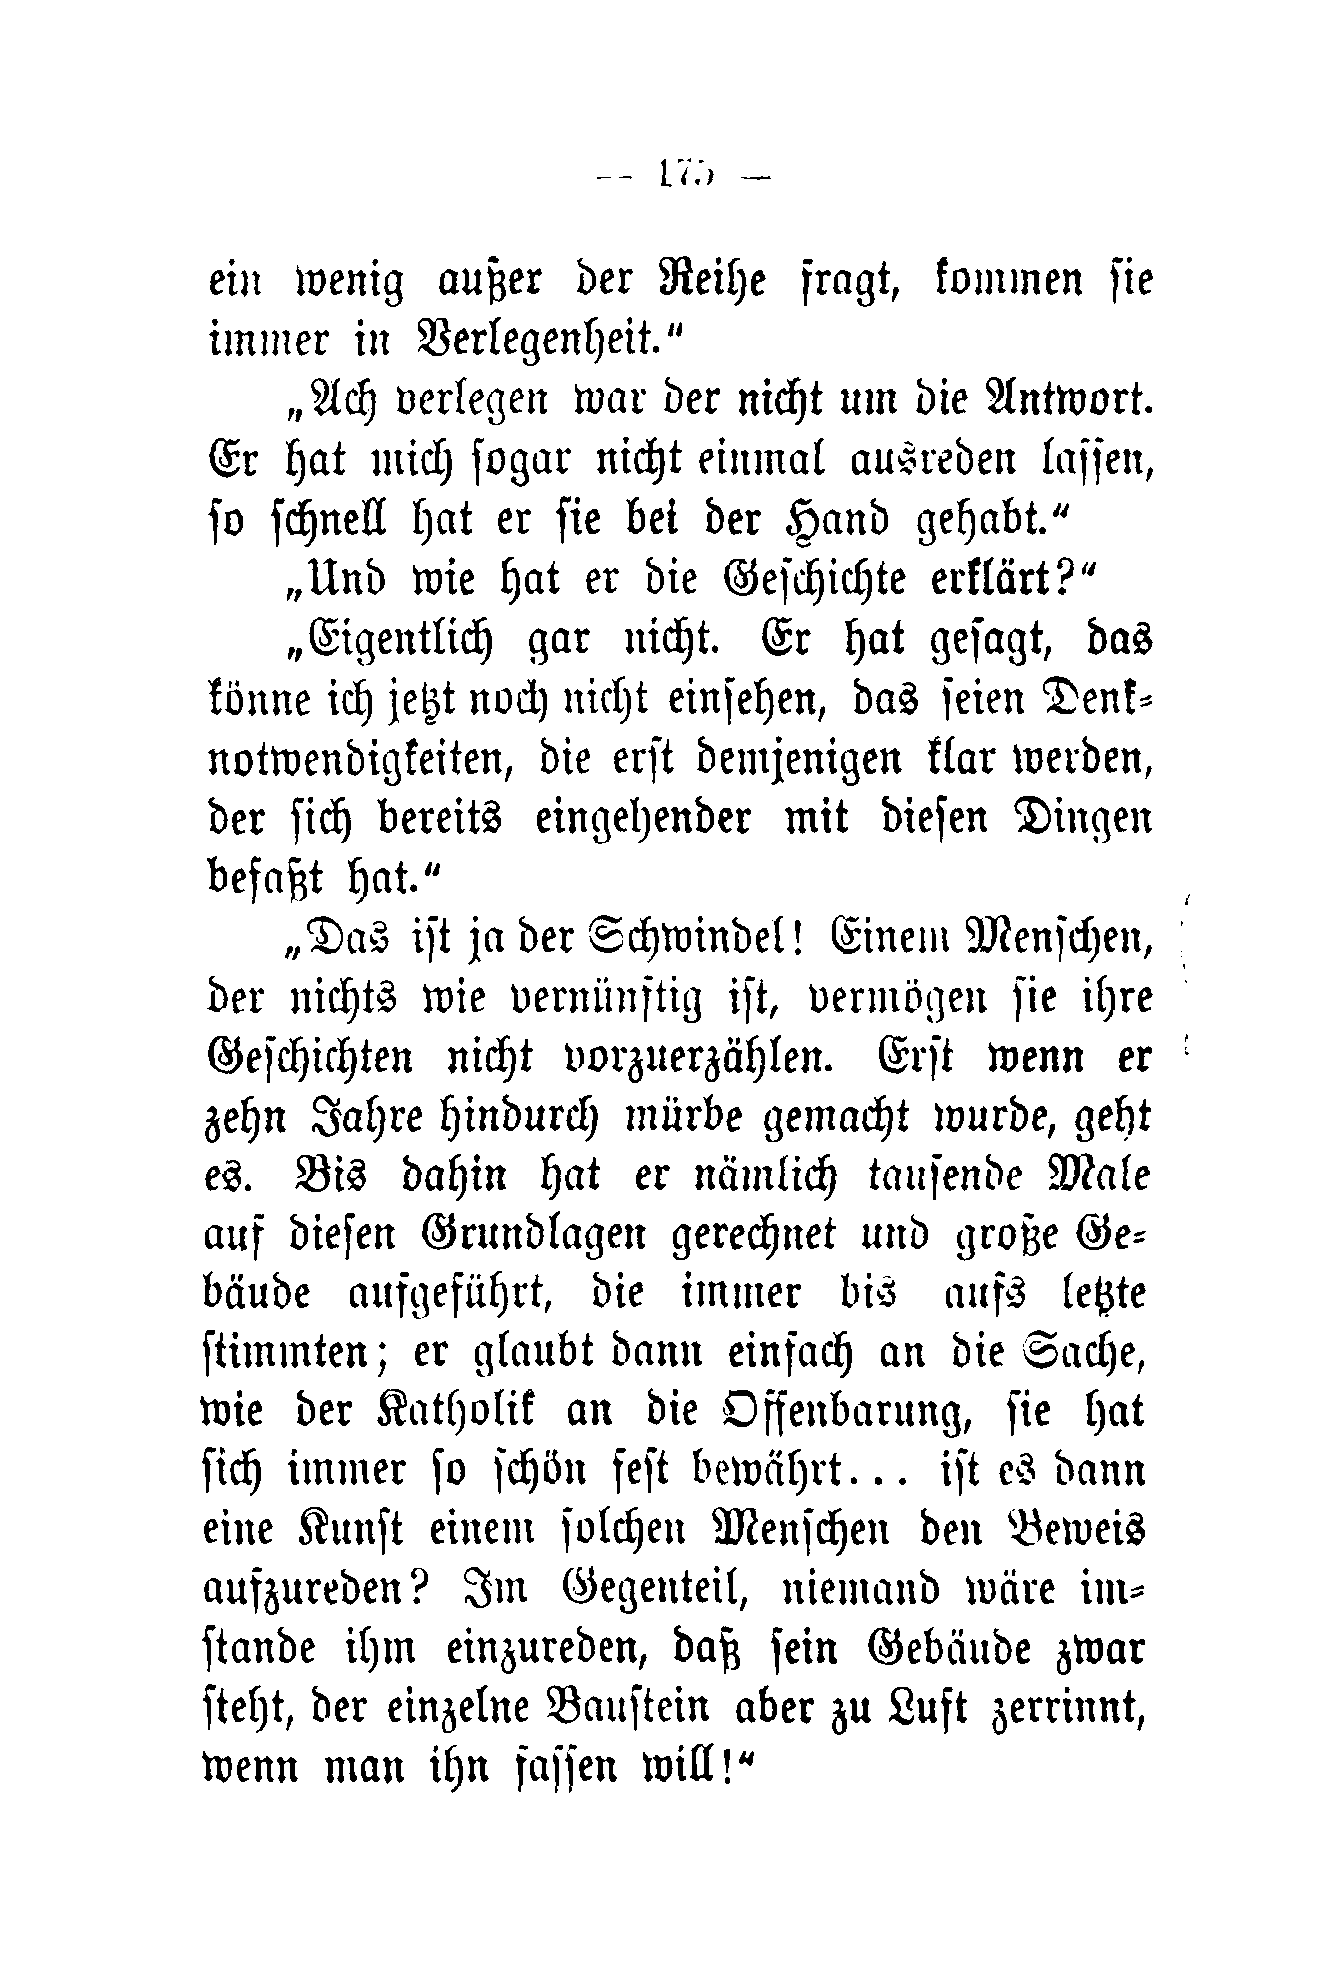 — 175 —
ein wenig außer der Reihe fragt, kommen sie
immer in Verlegenheit.“
„Ach verlegen war der nicht um die Antwort.
Er hat mich sogar nicht einmal ausreden lassen,
so schnell hat er sie bei der Hand gehabt.“
„Und wie hat er die Geschichte erklärt?“
„Eigentlich gar nicht. Er hat gesagt, das
könne ich jetzt noch nicht einsehen, das seien Denk-
notwendigkeiten, die erst demjenigen klar werden,
der sich bereits eingehender mit diesen Dingen
befaßt hat.“
„Das ist ja der Schwindel! Einem Menschen,
der nichts wie vernünftig ist, vermögen sie ihre
Geschichten nicht vorzuerzählen. Erst wenn er
zehn Jahre hindurch mürbe gemacht wurde, geht
es. Bis dahin hat er nämlich tausende Male
auf diesen Grundlagen gerechnet und große Ge-
bäude aufgeführt, die immer bis aufs letzte
stimmten; er glaubt dann einfach an die Sache,
wie der Katholik an die Offenbarung, sie hat
sich immer so schön fest bewährt... ist es dann
eine Kunst einem solchen Menschen den Beweis
aufzureden? Im Gegenteil, niemand wäre im-
stande ihm einzureden, daß sein Gebäude zwar
steht, der einzelne Baustein aber zu Luft zerrinnt,
wenn man ihn fassen will!“